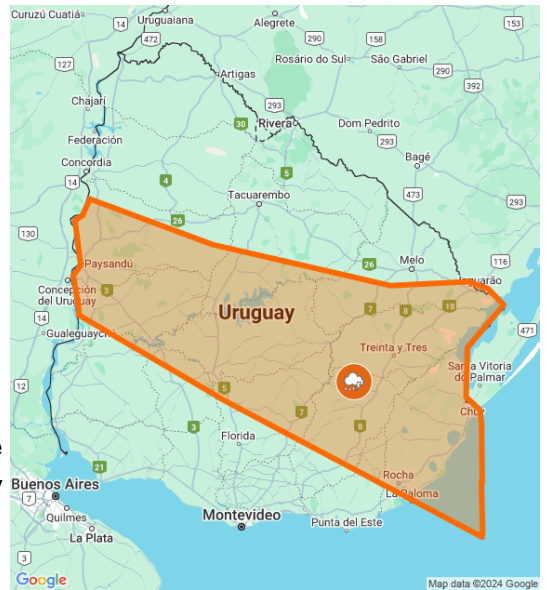 Curuzú Cuatiá
14
Uruguaiana
Alegrete
153
472
290
158
127
Rosário do Sul
São Gabriel
290
392
Chajarí
Artigas
293
293
30
Rivera
Dom Pedrito
Federación
Bagé
Concordia
14
4
5
473
Tacuarembo
26
130
26
Melo
116
Paysandú
3
Concepción
del Uruguay
7
8
18
Uruguay
14
Gualeguaychú
471
Treinta y Tres
Santa Vitoria
do Palmar
12
5
7
Chuy
3
8
Florida
21
Rocha
La Paloma
Buenos Aires
7
Quilmes
Montevideo
Punta del Este
La Plata
3
Google
Map data ©2024 Google